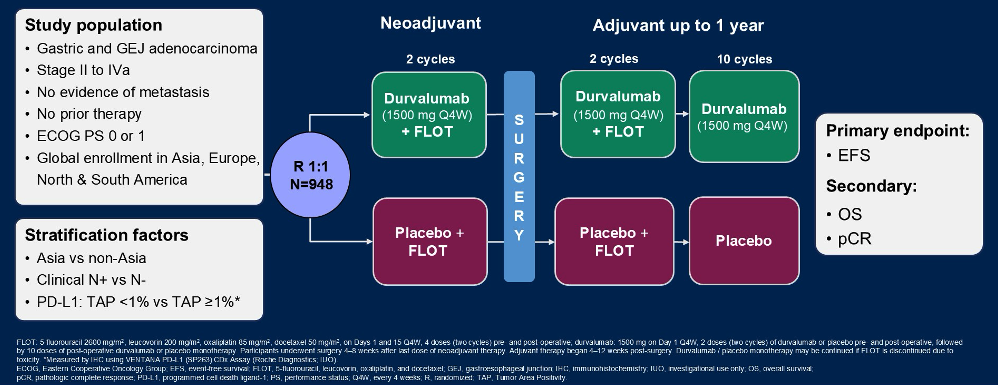 Study population
• Gastric and GEJ adenocarcinoma
• Stage II to IVa
• No evidence of metastasis
• No prior therapy
• ECOG PS 0 or 1
• Global enrollment in Asia, Europe,
North & South America
Stratification factors
• Asia vs non-Asia
• Clinical N+ vs N-
• PD-L1: TAP <1% vs TAP ≥1%*
R 1:1
N=948
Neoadjuvant
2 cycles
Durvalumab
(1500 mg Q4W)
+ FLOT
Placebo +
FLOT
SURGERY
Adjuvant up to 1 year
2 cycles
10 cycles
Durvalumab
(1500 mg Q4W)
+ FLOT
Durvalumab
(1500 mg Q4W)
Placebo +
FLOT
Placebo
Primary endpoint:
• EFS
Secondary:
• OS
• pCR
FLOT: 5 fluorouracil 2600 mg/m², leucovorin 200 mg/m², oxaliplatin 85 mg/m², docetaxel 50 mg/m², on Days 1 and 15 Q4W, 4 doses (two cycles) pre- and post operative, durvalumab: 1500 mg on Day 1 Q4W, 2 doses (two cycles) of durvalumab or placebo pre- and post operative, followed
by 10 doses of post-operative durvalumab or placebo monotherapy. Participants underwent surgery 4–8 weeks after last dose of neoadjuvant therapy. Adjuvant therapy began 4–12 weeks post-surgery. Durvalumab / placebo monotherapy may be continued if FLOT is discontinued due to
toxicity. *Measured by IHC using VENTANA PD-L1 (SP263) CDx Assay (Roche Diagnostics; IUO)
ECOG, Eastern Cooperative Oncology Group; EFS, event-free survival; FLOT, 5-fluorouracil, leucovorin, oxaliplatin, and docetaxel; GEJ, gastroesophageal junction; IHC, immunohistochemistry; IUO, investigational use only; OS, overall survival;
pCR, pathologic complete response, PD-L1, programmed cell death ligand-1; PS, performance status, Q4W, every 4 weeks; R, randomized; TAP, Tumor Area Positivity.